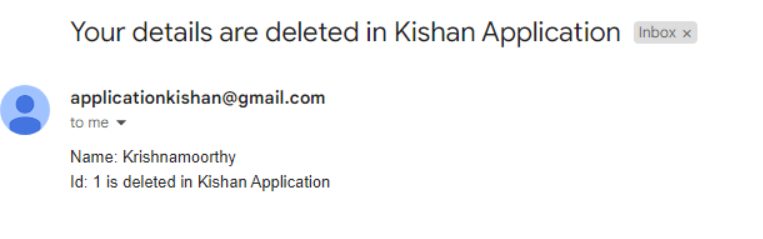 Your details are deleted in Kishan Application Inbox ×
applicationkishan@gmail.com
to me
Name: Krishnamoorthy
Id: 1 is deleted in Kishan Application